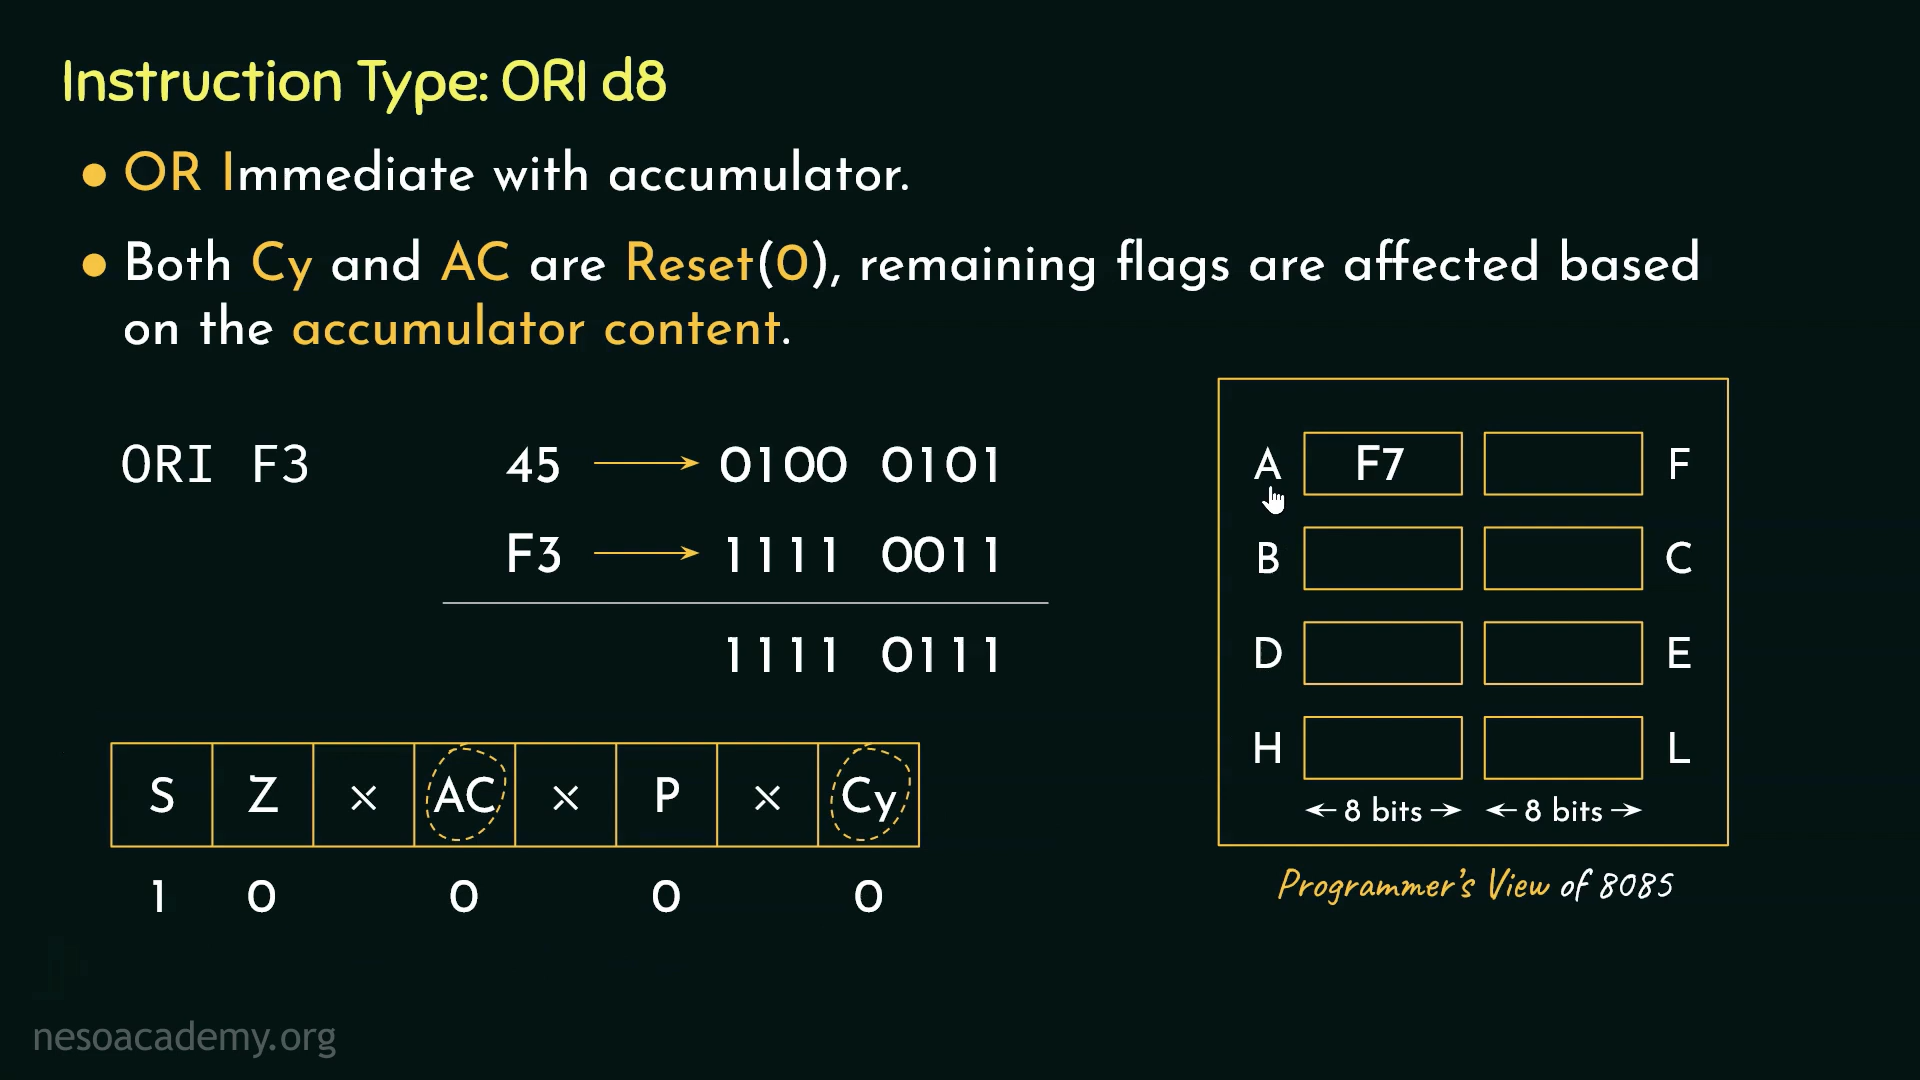 Instruction Type: ORI d8
● OR Immediate with accumulator.
● Both Cy and AC are Reset(0), remaining flags are affected based
on the accumulator content.
ORI F3
45 → 0100 0101
F3 → 1111 0011
1111 0111
S Z × AC × P × Cy
1 0 0 0 0
A F7 F
B C
D E
H L
← 8 bits → ← 8 bits →
Programmer's View of 8085
nesoacademy.org